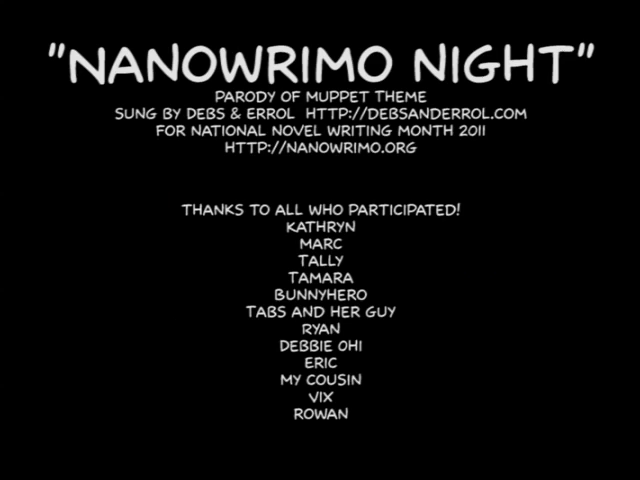 "NANOWRIMO NIGHT"
PARODY OF MUPPET THEME
SUNG BY DEBS & ERROL HTTP://DEBSANDERROL.COM
FOR NATIONAL NOVEL WRITING MONTH 2011
HTTP://NANOWRIMO.ORG
THANKS TO ALL WHO PARTICIPATED!
KATHRYN
MARC
TALLY
TAMARA
BUNNYHERO
TABS AND HER GUY
RYAN
DEBBIE OHI
ERIC
MY COUSIN
VIX
ROWAN